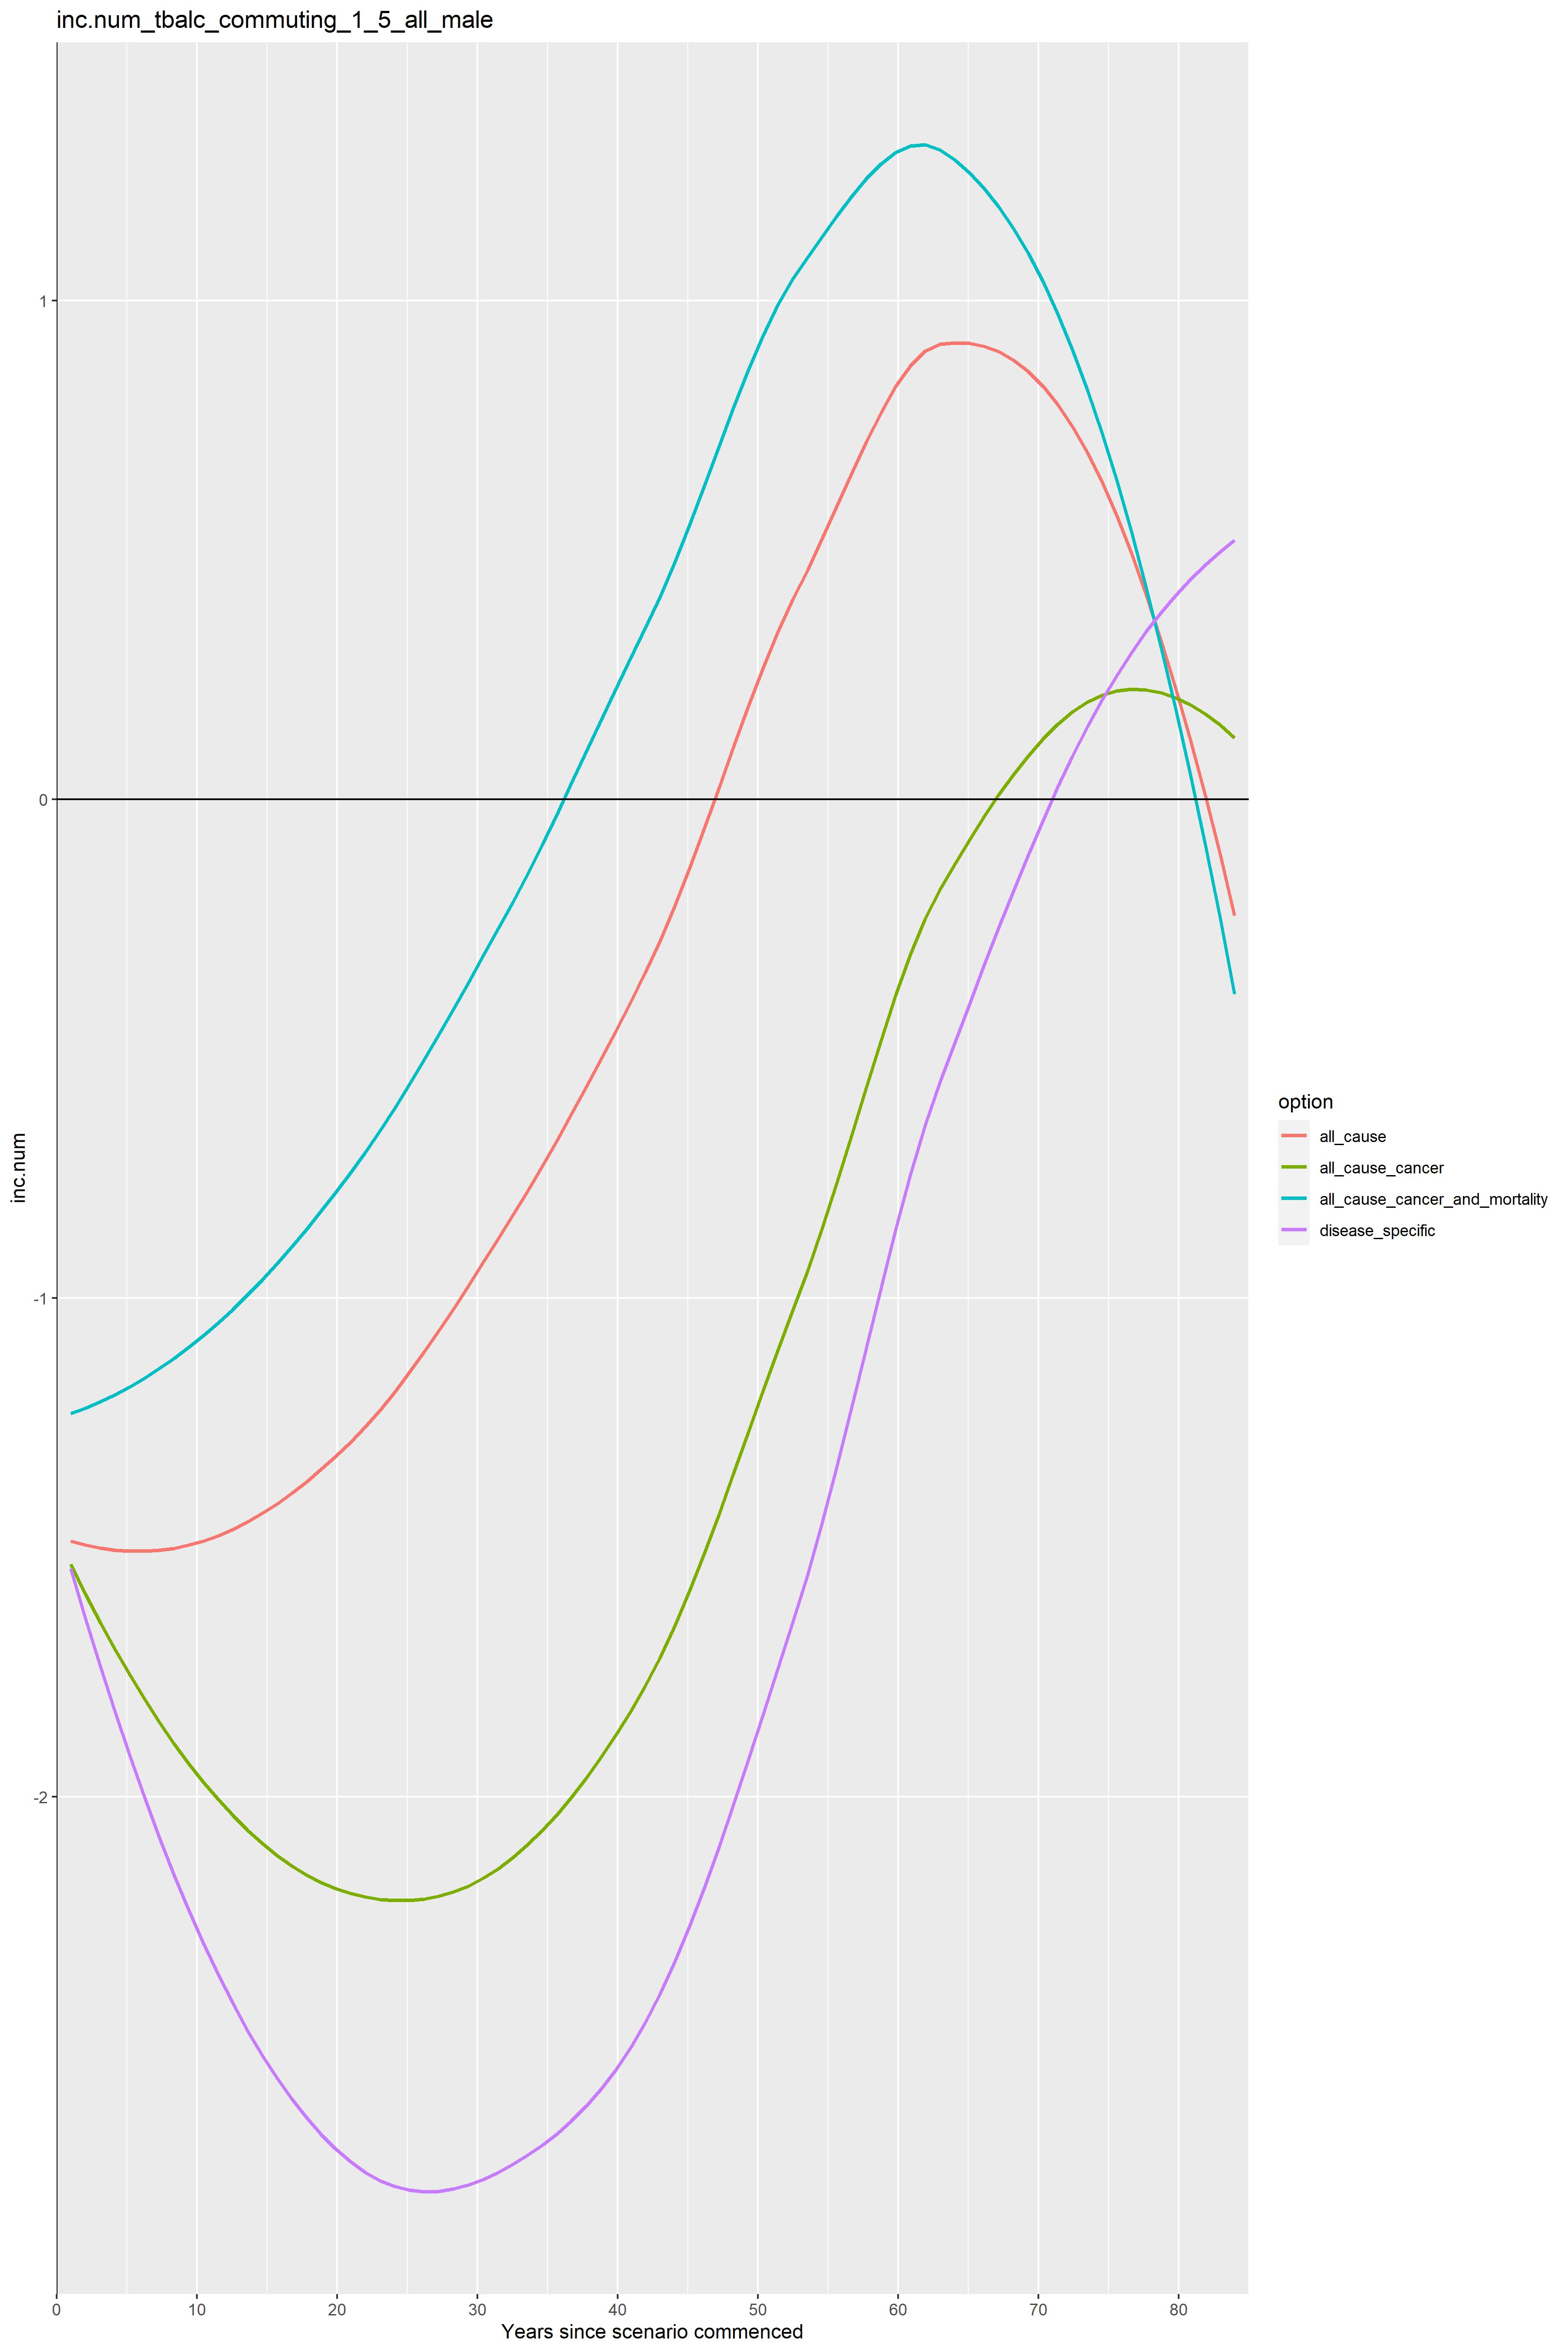 inc.num_tbalc_commuting_1_5_all_male
1
0
-1
-2
inc.num
0 10 20 30 40 50 60 70 80
Years since scenario commenced
option
all_cause
all_cause_cancer
all_cause_cancer_and_mortality
disease_specific